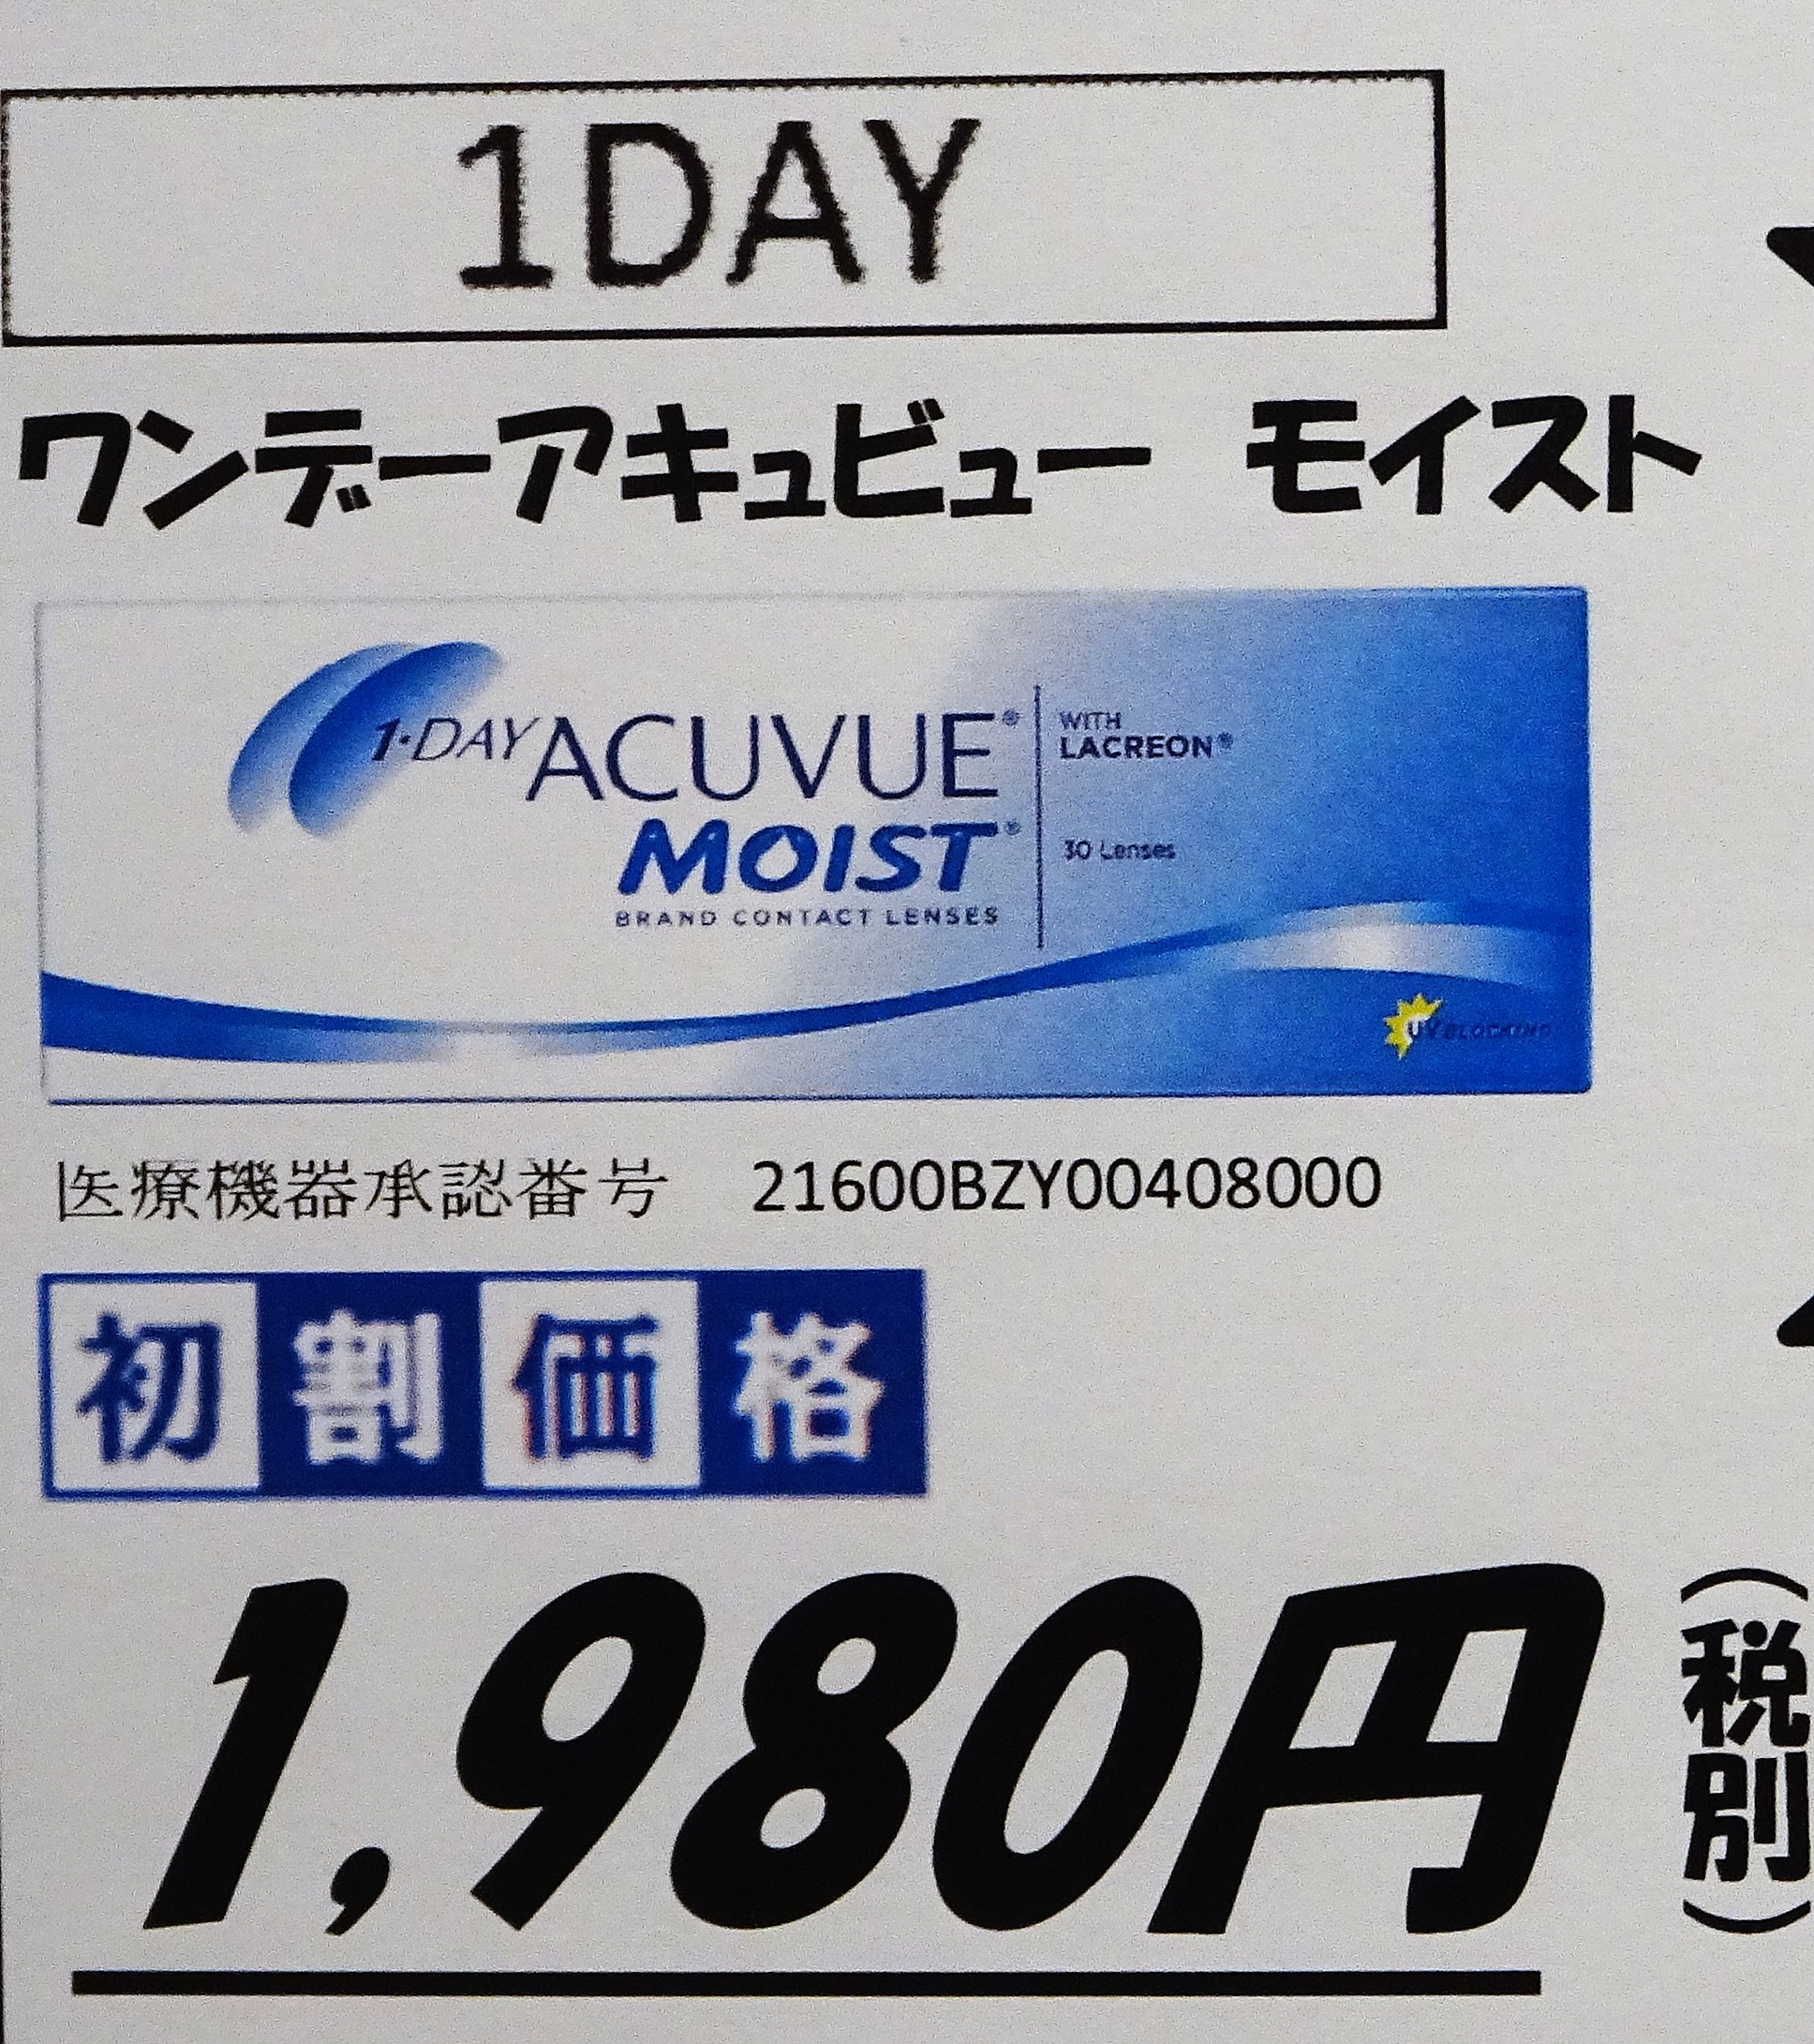 1DAY
ワンデーアキュビュー モイスト
1·DAY ACUVUE®
MOIST®
BRAND CONTACT LENSES
WITH
LACREON®
30 Lenses
UV BLOCKING
医療機器承認番号 21600BZY00408000
初割価格
1,980円
(税別)